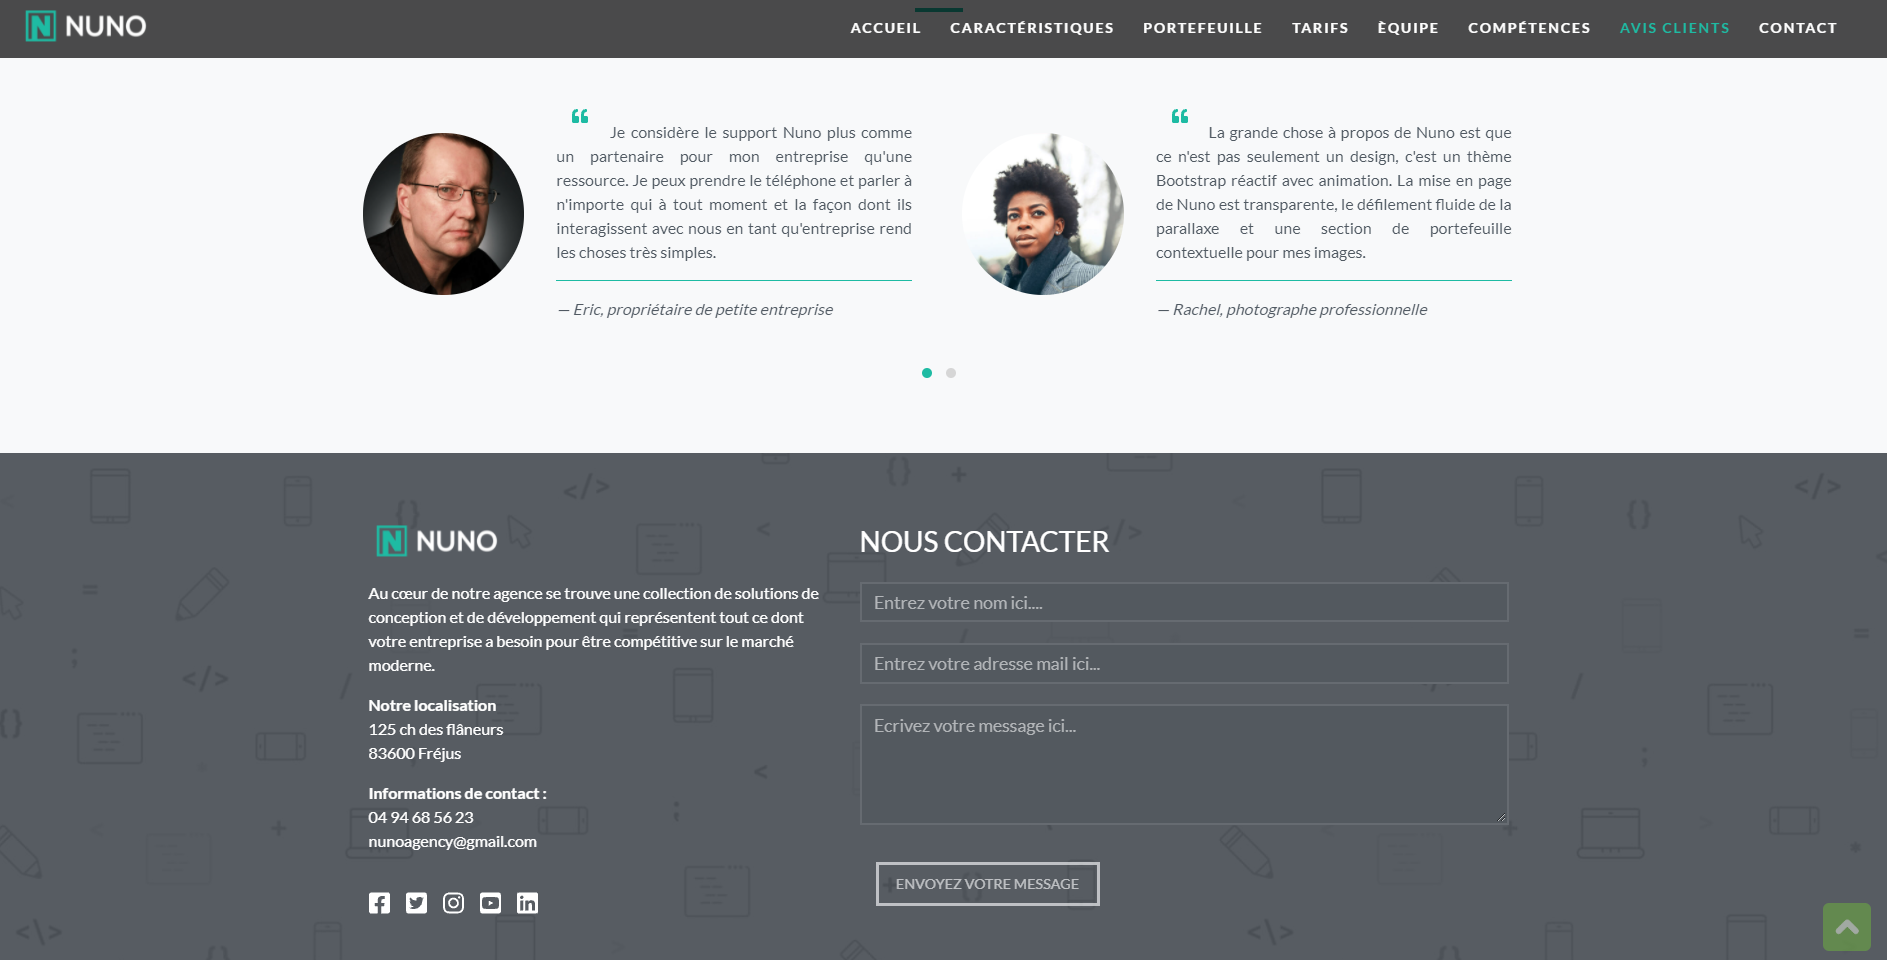 NUNO
ACCUEIL CARACTÉRISTIQUES PORTEFEUILLE TARIFS ÈQUIPE COMPÉTENCES AVIS CLIENTS CONTACT
“ Je considère le support Nuno plus comme
un partenaire pour mon entreprise qu'une
ressource. Je peux prendre le téléphone et parler à
n'importe qui à tout moment et la façon dont ils
interagissent avec nous en tant qu'entreprise rend
les choses très simples.
— Eric, propriétaire de petite entreprise
“ La grande chose à propos de Nuno est que
ce n'est pas seulement un design, c'est un thème
Bootstrap réactif avec animation. La mise en page
de Nuno est transparente, le défilement fluide de la
parallaxe et une section de portefeuille
contextuelle pour mes images.
— Rachel, photographe professionnelle
NUNO
Au cœur de notre agence se trouve une collection de solutions de
conception et de développement qui représentent tout ce dont
votre entreprise a besoin pour être compétitive sur le marché
moderne.
Notre localisation
125 ch des flâneurs
83600 Fréjus
Informations de contact :
04 94 68 56 23
nunoagency@gmail.com
NOUS CONTACTER
Entrez votre nom ici....
Entrez votre adresse mail ici...
Ecrivez votre message ici...
ENVOYEZ VOTRE MESSAGE